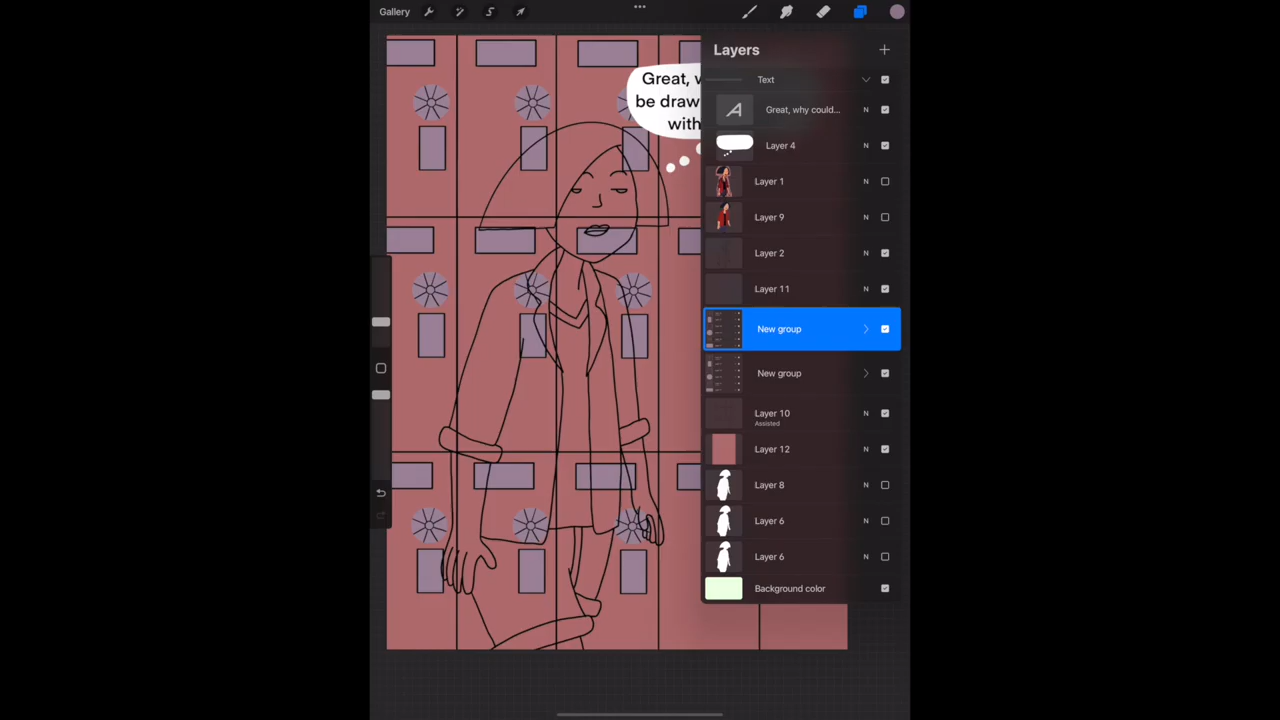 Gallery
Layers
Text
Great, why could...
N
Layer 4
N
Layer 1
N
Layer 9
N
Layer 2
N
Layer 11
N
New group
New group
Layer 10
Assisted
N
Layer 12
N
Layer 8
N
Layer 6
N
Layer 6
N
Background color
Great,
be draw
with